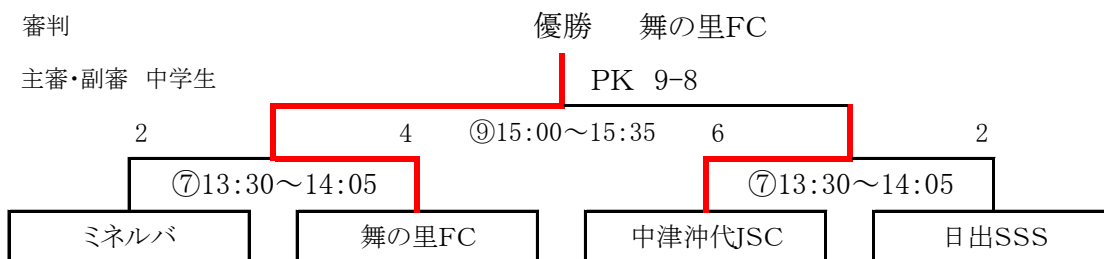 審判 優勝 舞の里FC
主審・副審 中学生 PK 9-8
2 4 ⑨15:00～15:35 6 2
⑦13:30～14:05 ⑦13:30～14:05
ミネルバ 舞の里FC 中津沖代JSC 日出SSS